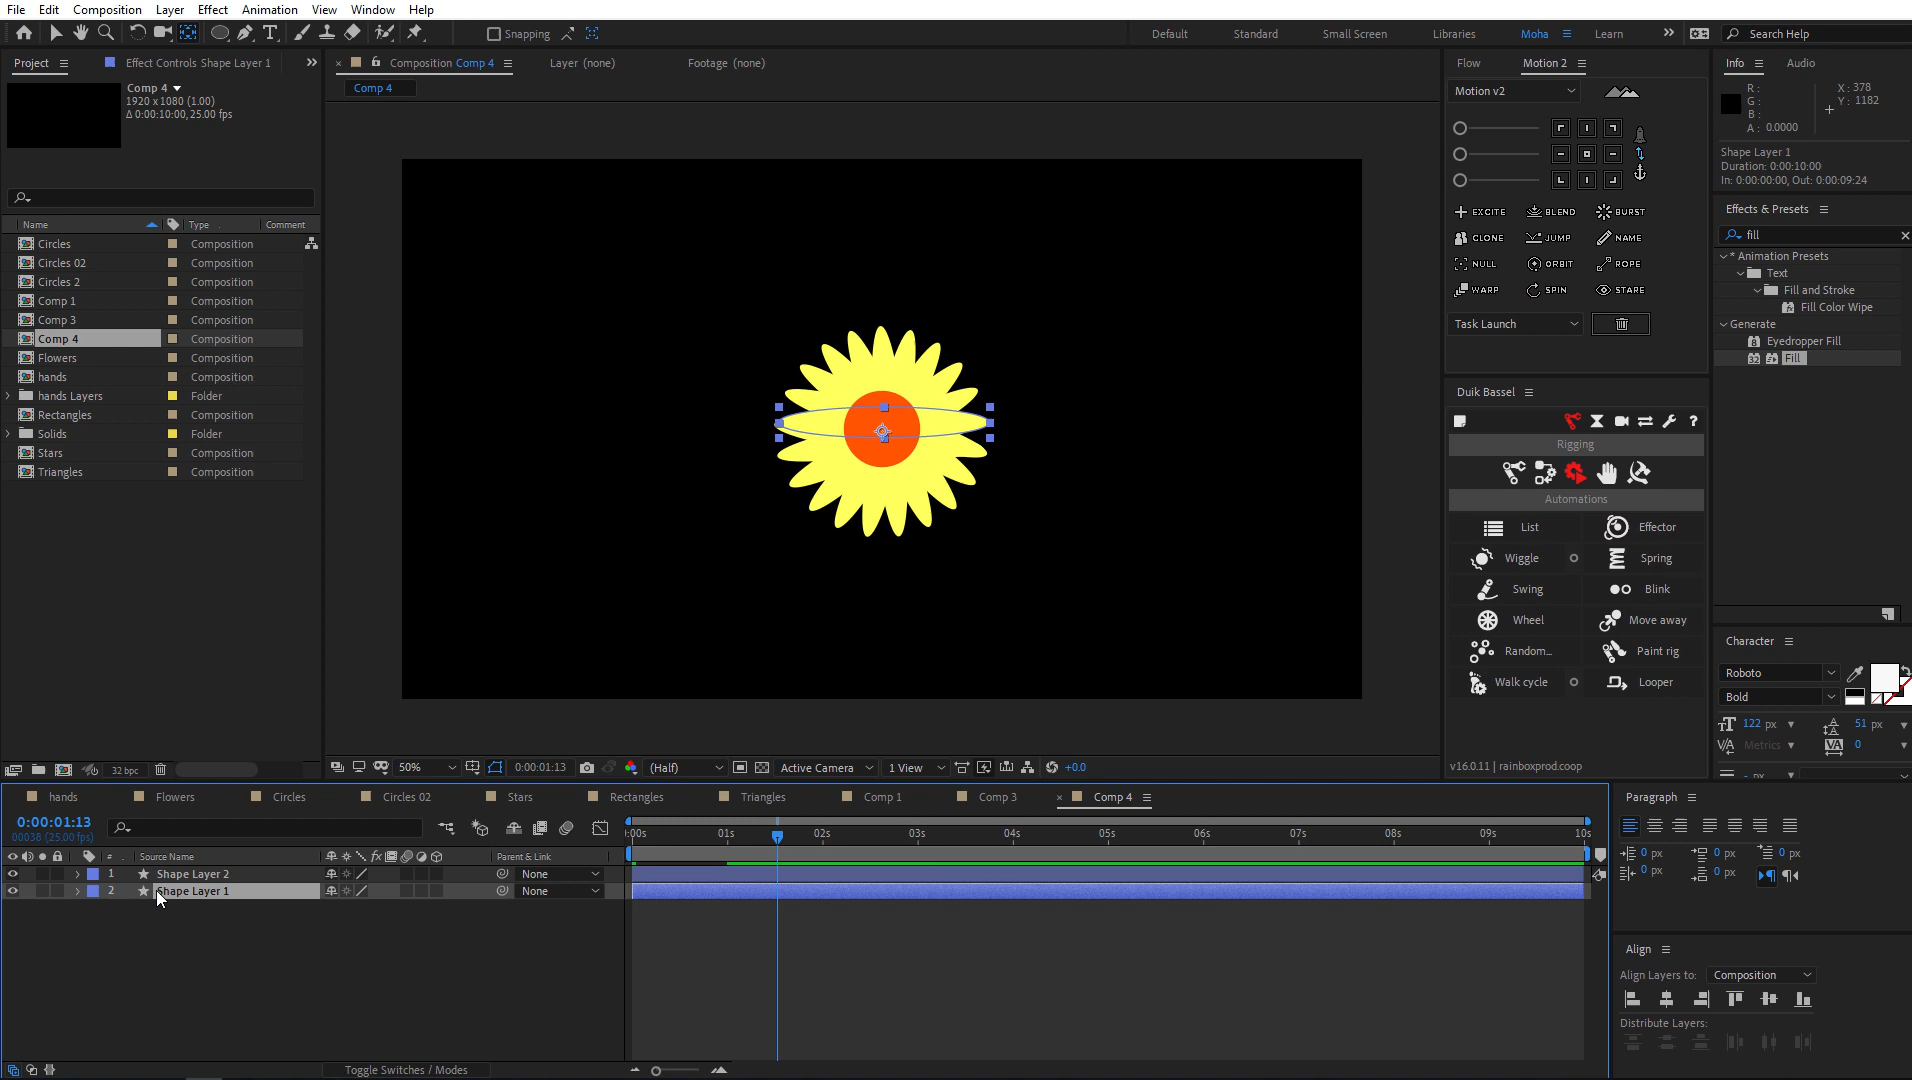 File Edit Composition Layer Effect Animation View Window Help
Snapping
Default Standard Small Screen Libraries Moha Learn Search Help
Project Effect Controls Shape Layer 1
Composition Comp 4 Layer (none) Footage (none)
Comp 4
Comp 4
1920 x 1080 (1.00)
Δ 0:00:10:00, 25.00 fps
Name Type Comment
Circles Composition
Circles 02 Composition
Circles 2 Composition
Comp 1 Composition
Comp 3 Composition
Comp 4 Composition
Flowers Composition
hands Composition
hands Layers Folder
Rectangles Composition
Solids Folder
Stars Composition
Triangles Composition
32 bpc
50% 0:00:01:13 (Half) Active Camera 1 View +0.0
Flow Motion 2
Motion v2
EXCITE BLEND BURST
CLONE JUMP NAME
NULL ORBIT ROPE
WARP SPIN STARE
Task Launch
Duik Bassel
?
Rigging
Automations
List Effector
Wiggle Spring
Swing Blink
Wheel Move away
Random... Paint rig
Walk cycle Looper
v16.0.11 | rainboxprod.coop
Info Audio
R :
G :
B :
A : 0.0000
X : 378
Y : 1182
Shape Layer 1
Duration: 0:00:10:00
In: 0:00:00:00, Out: 0:00:09:24
Effects & Presets
fill
* Animation Presets
Text
Fill and Stroke
Fill Color Wipe
Generate
Eyedropper Fill
Fill
Character
Roboto
Bold
122 px 51 px
Metrics 0
- px
hands Flowers Circles Circles 02 Stars Rectangles Triangles Comp 1 Comp 3 Comp 4
0:00:01:13
00038 (25.00 fps)
:00s 01s 02s 03s 04s 05s 06s 07s 08s 09s 10s
# Source Name fx Parent & Link
1 Shape Layer 2 None
2 Shape Layer 1 None
Toggle Switches / Modes
Paragraph
0 px 0 px 0 px
0 px 0 px
Align
Align Layers to: Composition
Distribute Layers: